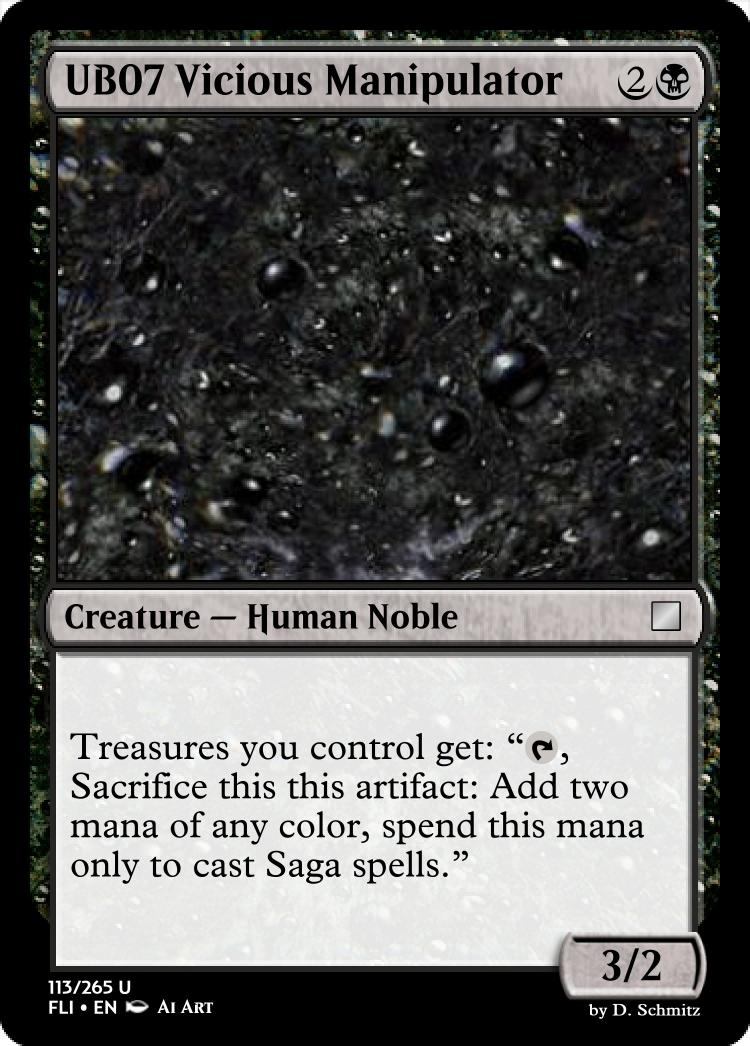 UB07 Vicious Manipulator 2
Creature — Human Noble
Treasures you control get: “
,
Sacrifice this this artifact: Add two
mana of any color, spend this mana
only to cast Saga spells.”
3/2
113/265 U
FLI • EN AI ART
by D. Schmitz